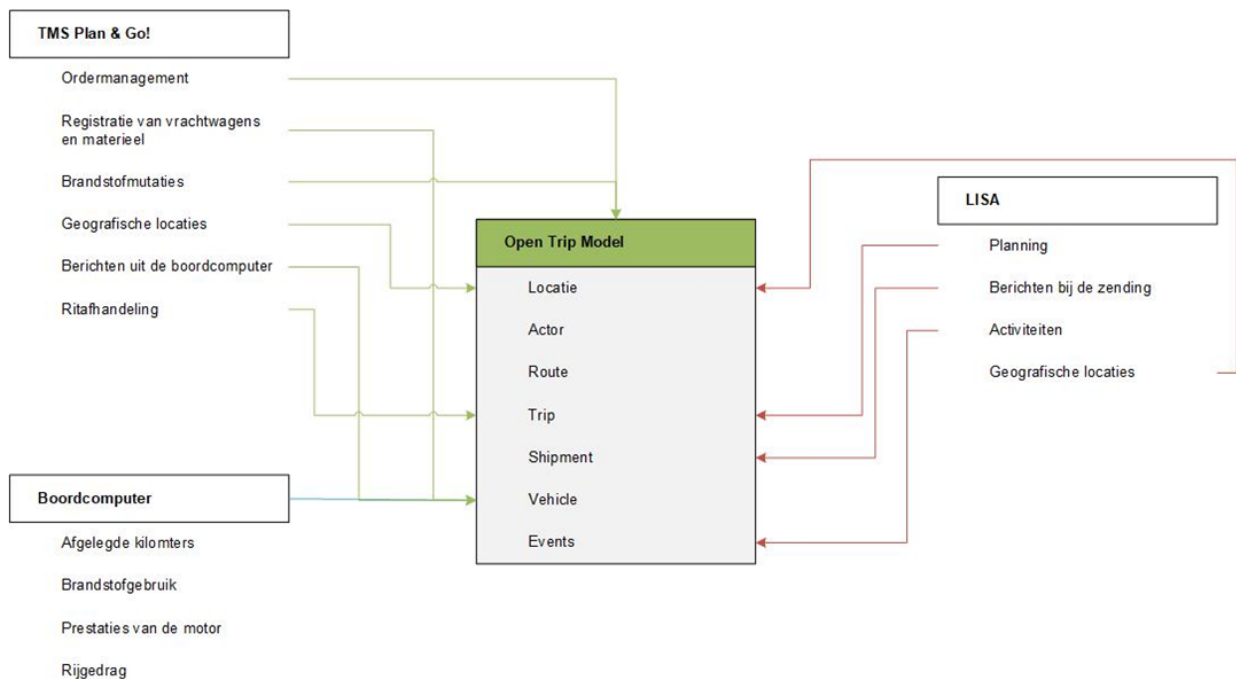 TMS Plan & Go!
Ordermanagement
Registratie van vrachtwagens
en materieel
Brandstofmutaties
Geografische locaties
Berichten uit de boordcomputer
Ritafhandeling
Boordcomputer
Afgelegde kilomters
Brandstofgebruik
Prestaties van de motor
Rijgedrag
Open Trip Model
Locatie
Actor
Route
Trip
Shipment
Vehicle
Events
LISA
Planning
Berichten bij de zending
Activiteiten
Geografische locaties